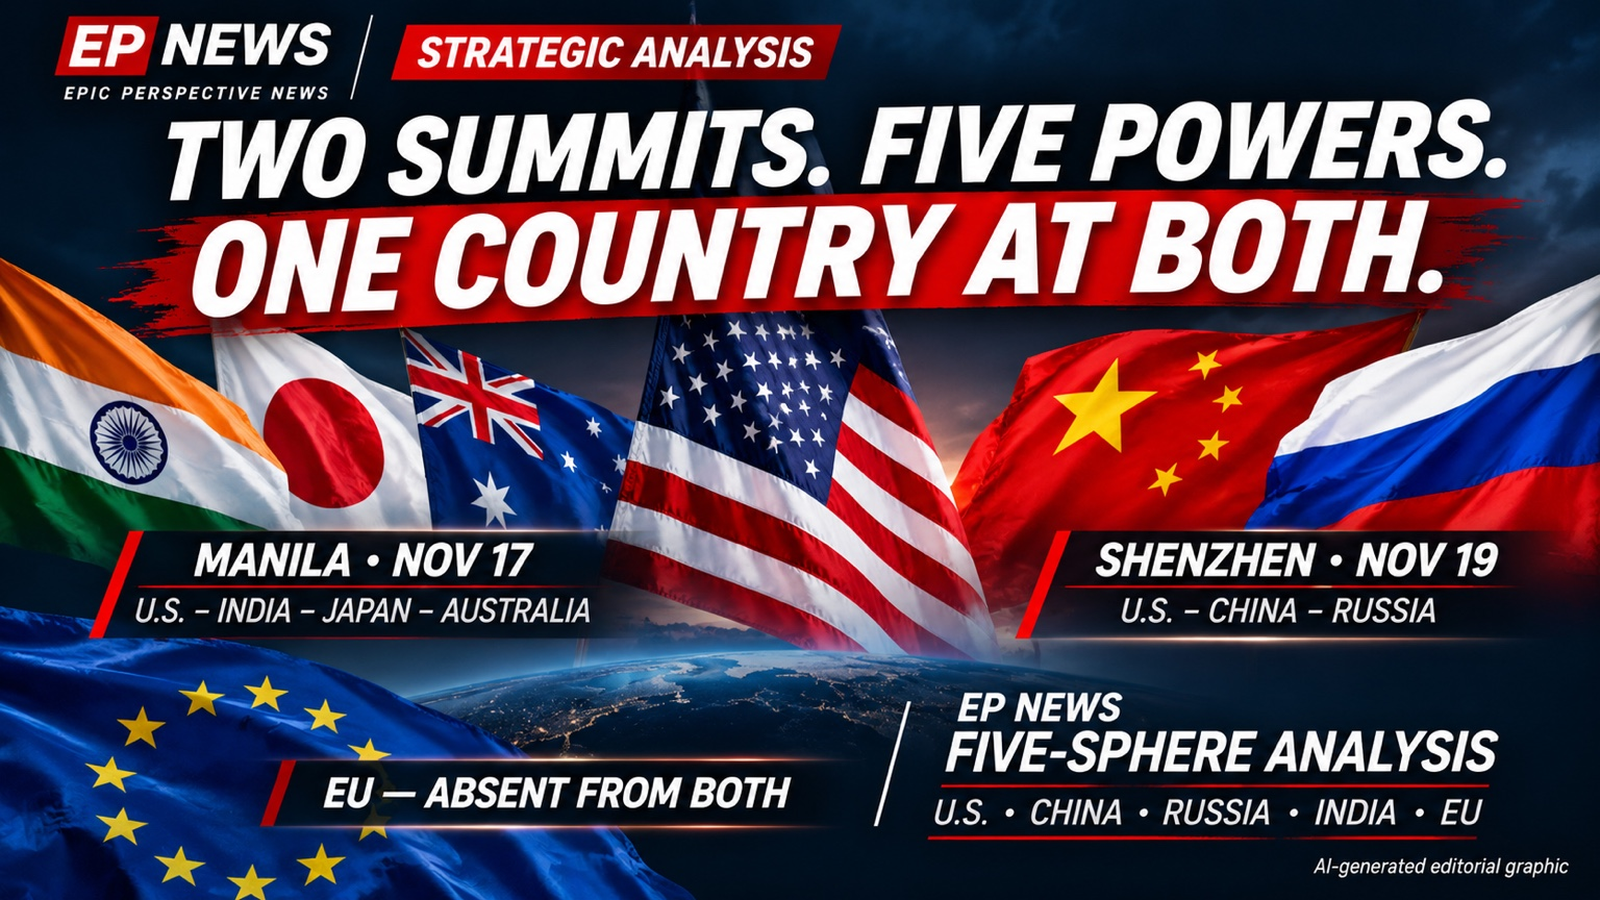 EP NEWS
EPIC PERSPECTIVE NEWS
STRATEGIC ANALYSIS
TWO SUMMITS. FIVE POWERS.
ONE COUNTRY AT BOTH.
MANILA • NOV 17
U.S. – INDIA – JAPAN – AUSTRALIA
SHENZHEN • NOV 19
U.S. – CHINA – RUSSIA
EU — ABSENT FROM BOTH
EP NEWS
FIVE-SPHERE ANALYSIS
U.S. • CHINA • RUSSIA • INDIA • EU
AI-generated editorial graphic